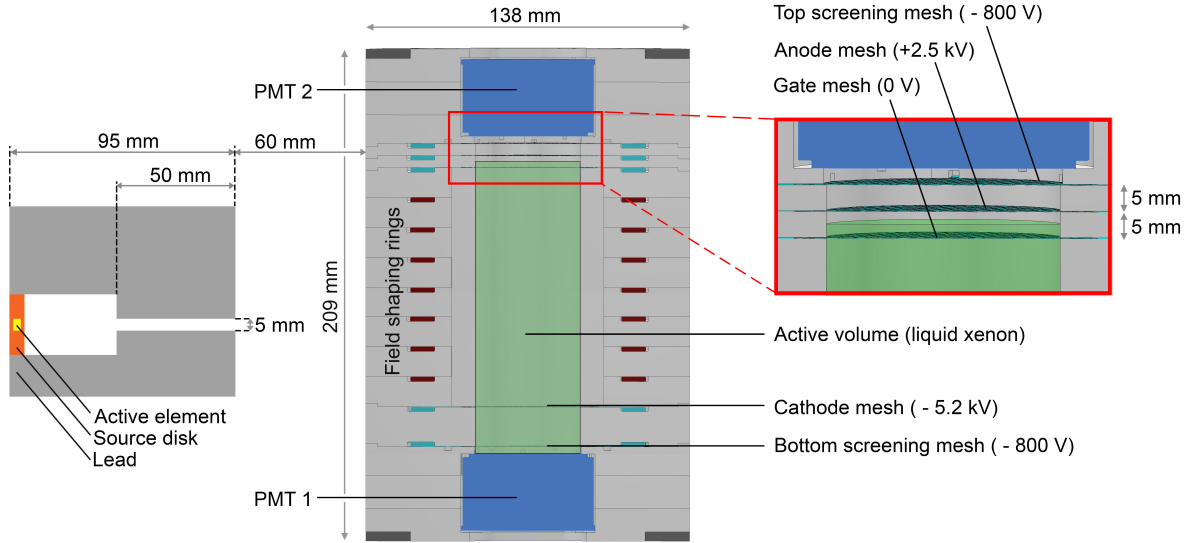 138 mm
Top screening mesh ( - 800 V)
Anode mesh (+2.5 kV)
Gate mesh (0 V)
PMT 2
95 mm
60 mm
50 mm
5 mm
5 mm
5 mm
209 mm
Field shaping rings
Active volume (liquid xenon)
Cathode mesh ( - 5.2 kV)
Bottom screening mesh ( - 800 V)
Active element
Source disk
Lead
PMT 1